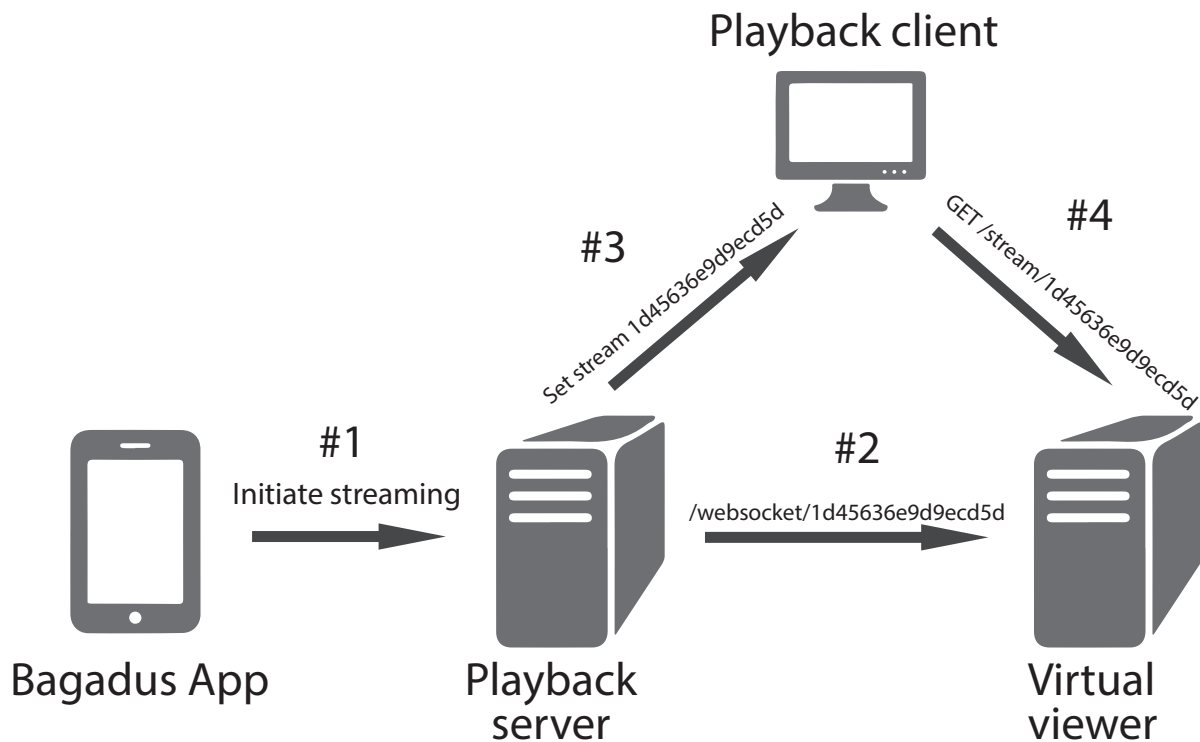 Playback client
#3
Set stream 1d45636e9d9ecd5d
#4
GET /stream/1d45636e9d9ecd5d
#1
Initiate streaming
#2
/websocket/1d45636e9d9ecd5d
Bagadus App
Playback
server
Virtual
viewer